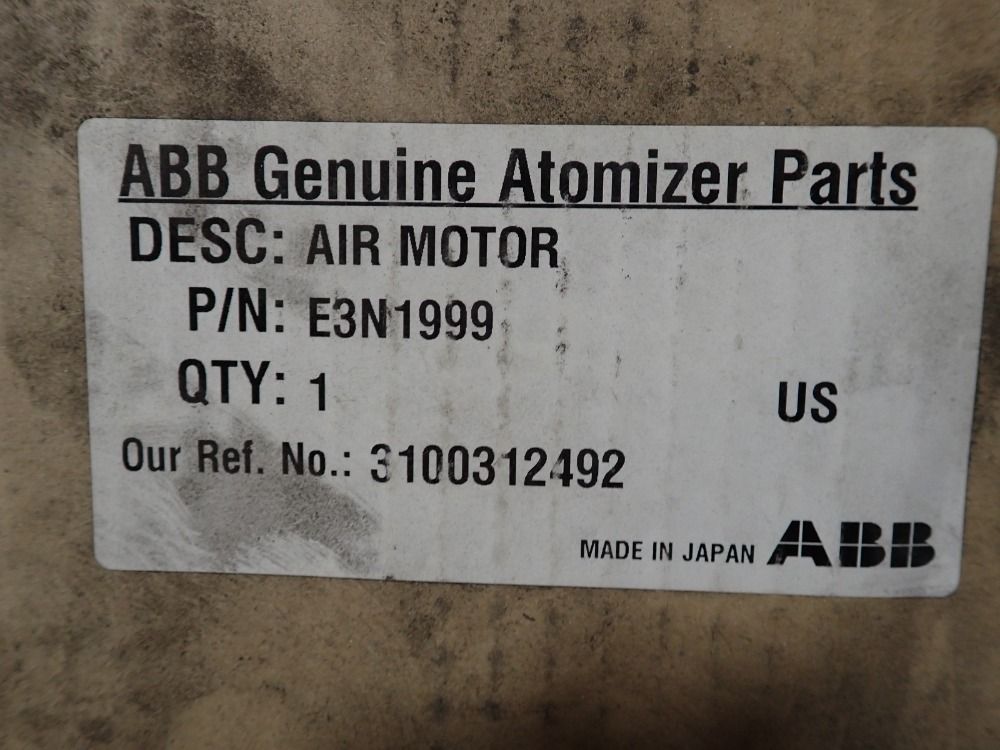 ABB Genuine Atomizer Parts
DESC: AIR MOTOR
P/N: E3N1999
QTY: 1 US
Our Ref. No.: 3100312492
MADE IN JAPAN ABB